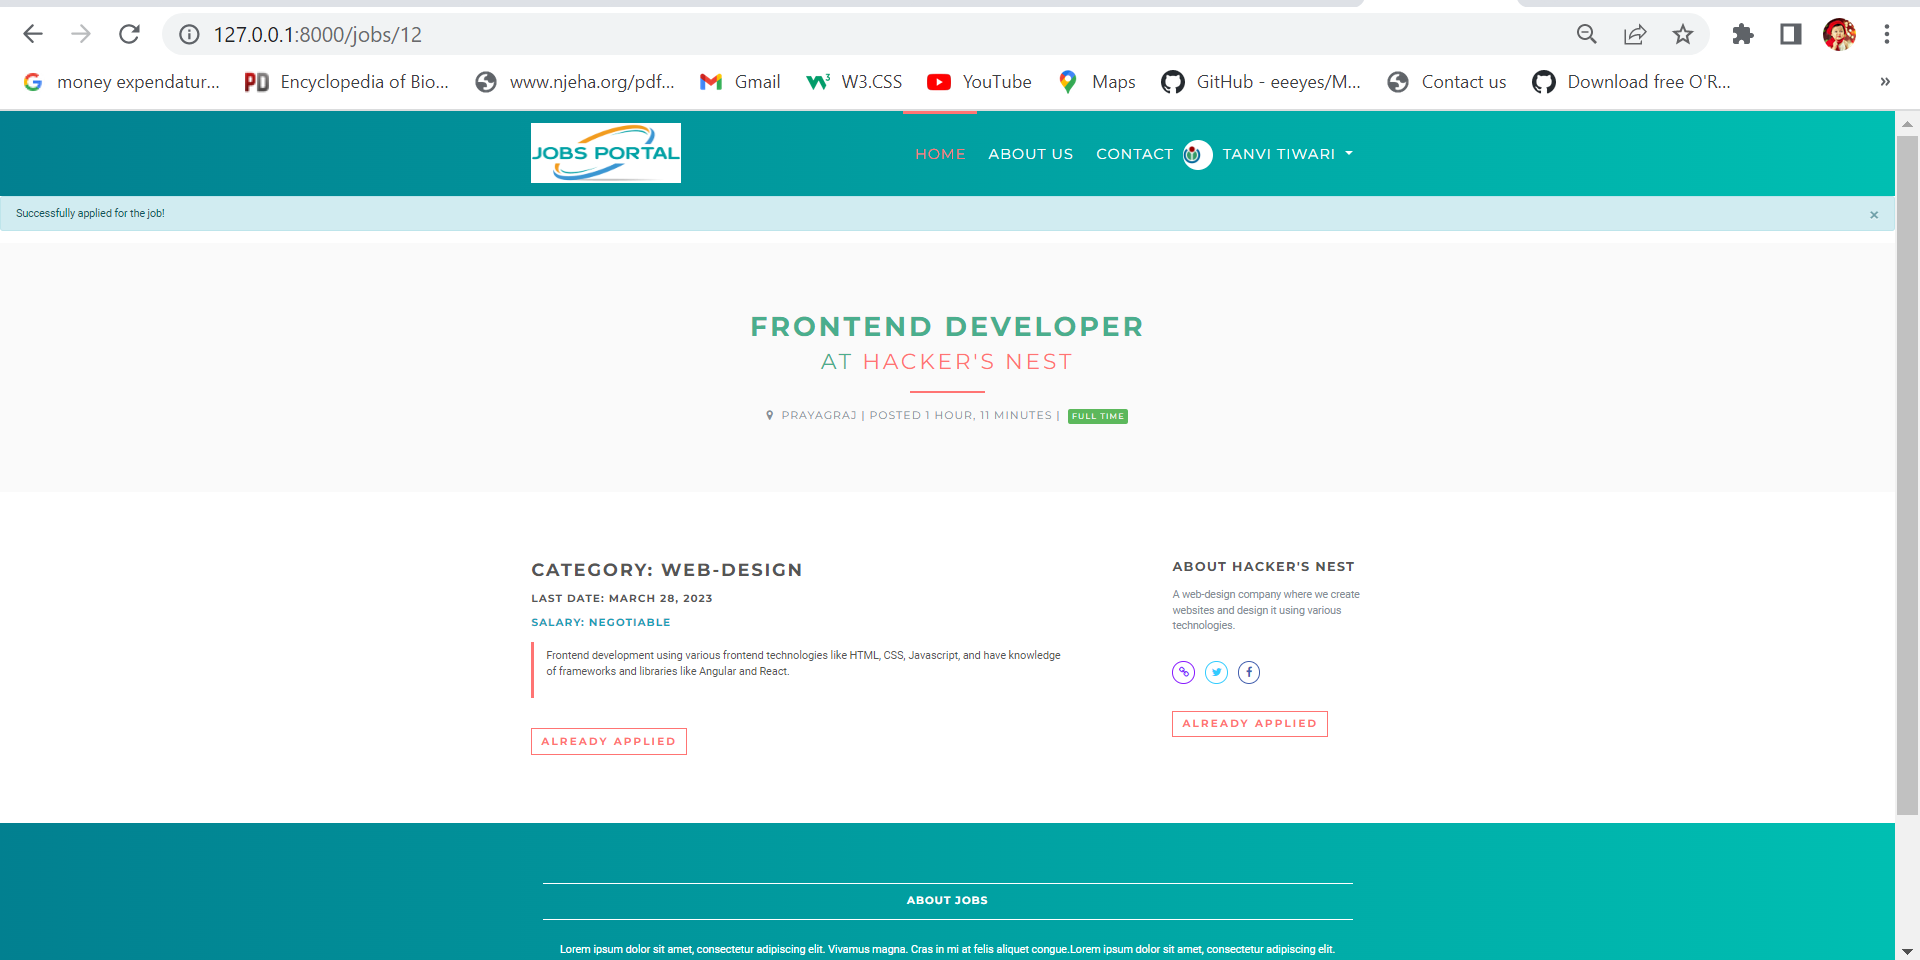 127.0.0.1:8000/jobs/12
money expendatur...
Encyclopedia of Bio...
www.njeha.org/pdf...
Gmail
W3.CSS
YouTube
Maps
GitHub - eeeyes/M...
Contact us
Download free O'R...
»
JOBS PORTAL
HOME
ABOUT US
CONTACT
TANVI TIWARI
Successfully applied for the job!
×
FRONTEND DEVELOPER
AT HACKER'S NEST
PRAYAGRAJ | POSTED 1 HOUR, 11 MINUTES | FULL TIME
CATEGORY: WEB-DESIGN
LAST DATE: MARCH 28, 2023
SALARY: NEGOTIABLE
Frontend development using various frontend technologies like HTML, CSS, Javascript, and have knowledge
of frameworks and libraries like Angular and React.
ALREADY APPLIED
ABOUT HACKER'S NEST
A web-design company where we create
websites and design it using various
technologies.
ALREADY APPLIED
ABOUT JOBS
Lorem ipsum dolor sit amet, consectetur adipiscing elit. Vivamus magna. Cras in mi at felis aliquet congue.Lorem ipsum dolor sit amet, consectetur adipiscing elit.